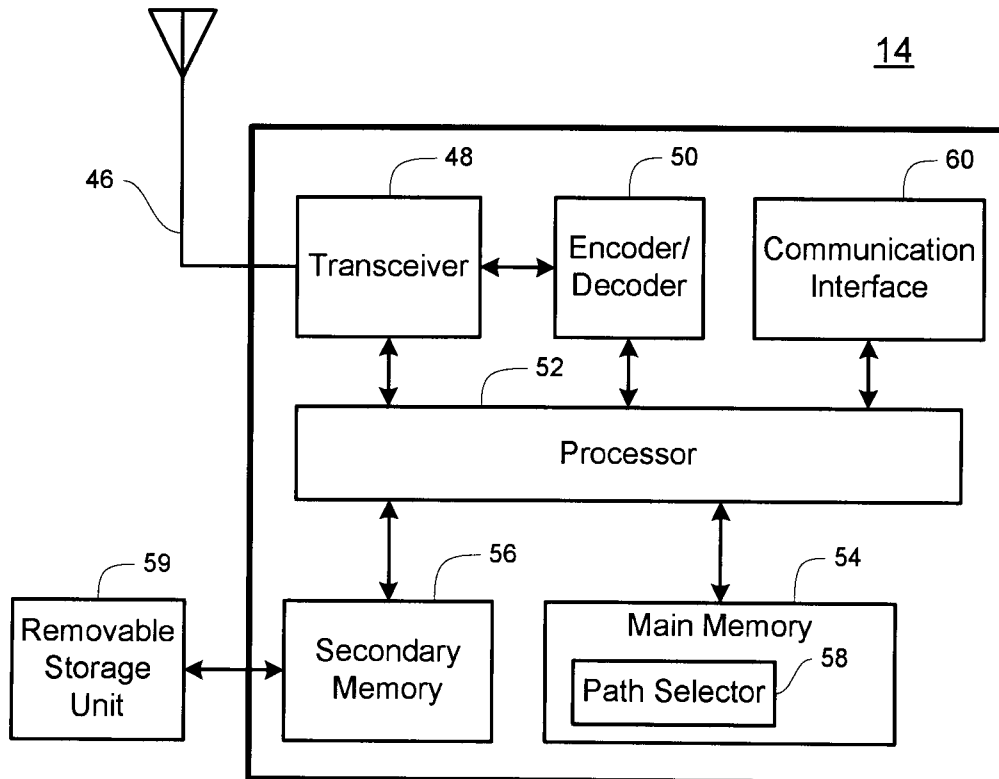 14
46
48
50
60
Transceiver
Encoder/
Decoder
Communication
Interface
52
Processor
59
56
54
Removable
Storage
Unit
Secondary
Memory
Main Memory
58
Path Selector